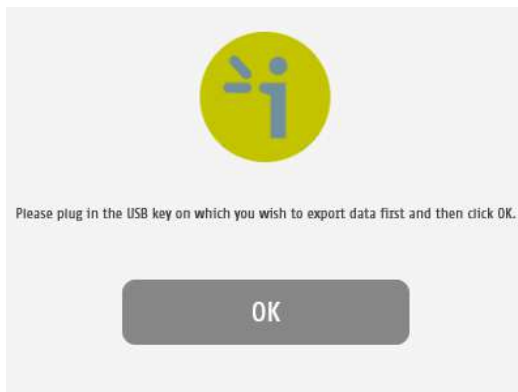 Please plug in the USB key on which you wish to export data first and then click OK.
OK